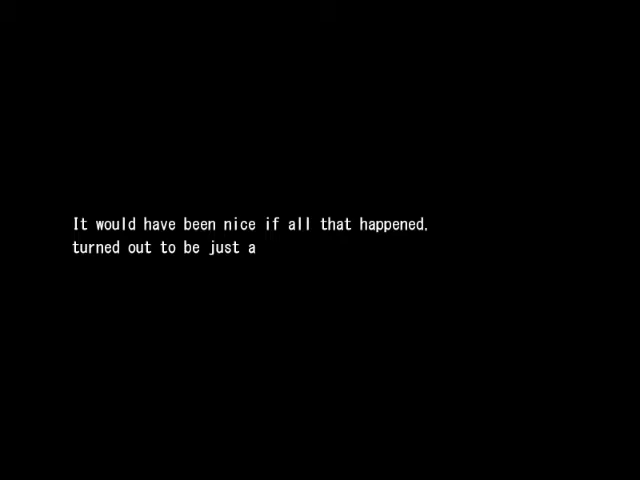 It would have been nice if all that happened,
turned out to be just a